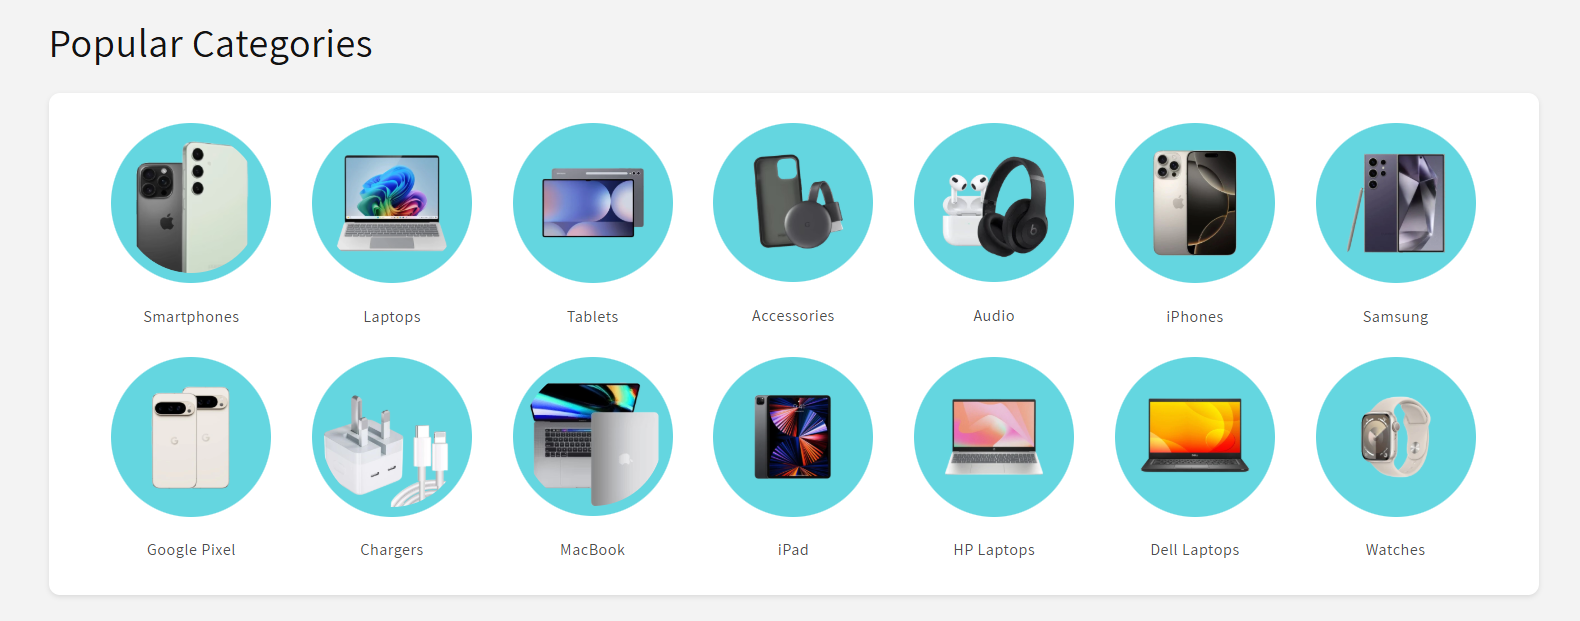 Popular Categories
Smartphones
Laptops
Tablets
Accessories
Audio
iPhones
Samsung
Google Pixel
Chargers
MacBook
iPad
HP Laptops
Dell Laptops
Watches